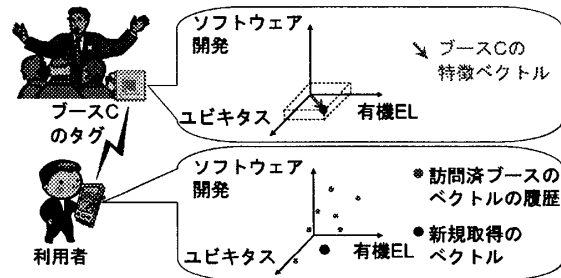 ソフトウェア
開発
ブースCの
特徴ベクトル
有機EL
ユビキタス
ブースC
のタグ
ソフトウェア
開発
訪問済ブースの
ベクトルの履歴
新規取得の
ベクトル
有機EL
ユビキタス
利用者